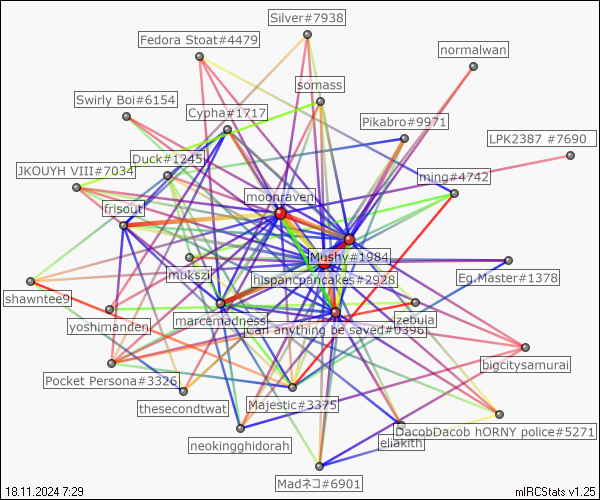 Silver#7938
Fedora Stoat#4479
normalwan
somass
Swirly Boi#6154
Cypha#1717
Pikabro#9971
LPK2387 #7690
Duck#1245
JKOUYH VIII#7034
ming#4742
moonraven
frisout
Mushy#1984
mukszi
hispancpancakes#2928
Eg.Master#1378
shawntee9
marcemadness
zebula
yoshimanden
Carl anything be saved#0396
bigcitysamurai
Pocket Persona#3326
thesecondtwat
Majestic#3375
DacobDacob hORNY police#5271
neokingghidorah
eliakith
Madネコ#6901
18.11.2024 7:29
mIRCStats v1.25